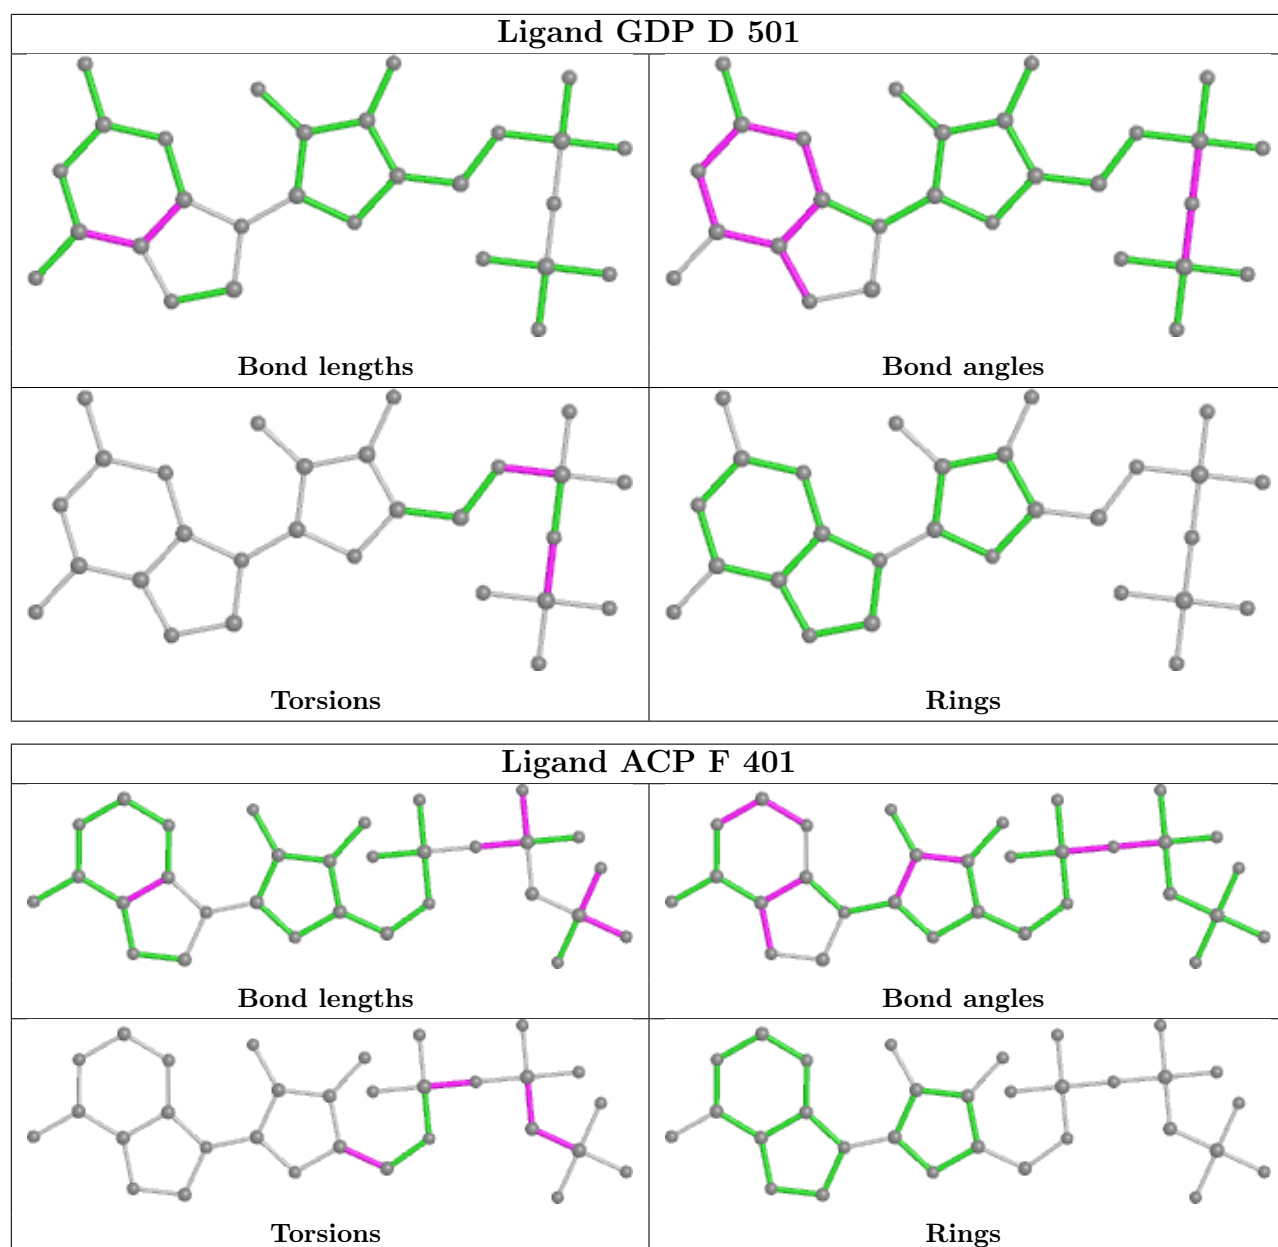 Ligand GDP D 501
Bond lengths
Bond angles
Torsions
Rings
Ligand ACP F 401
Bond lengths
Bond angles
Torsions
Rings